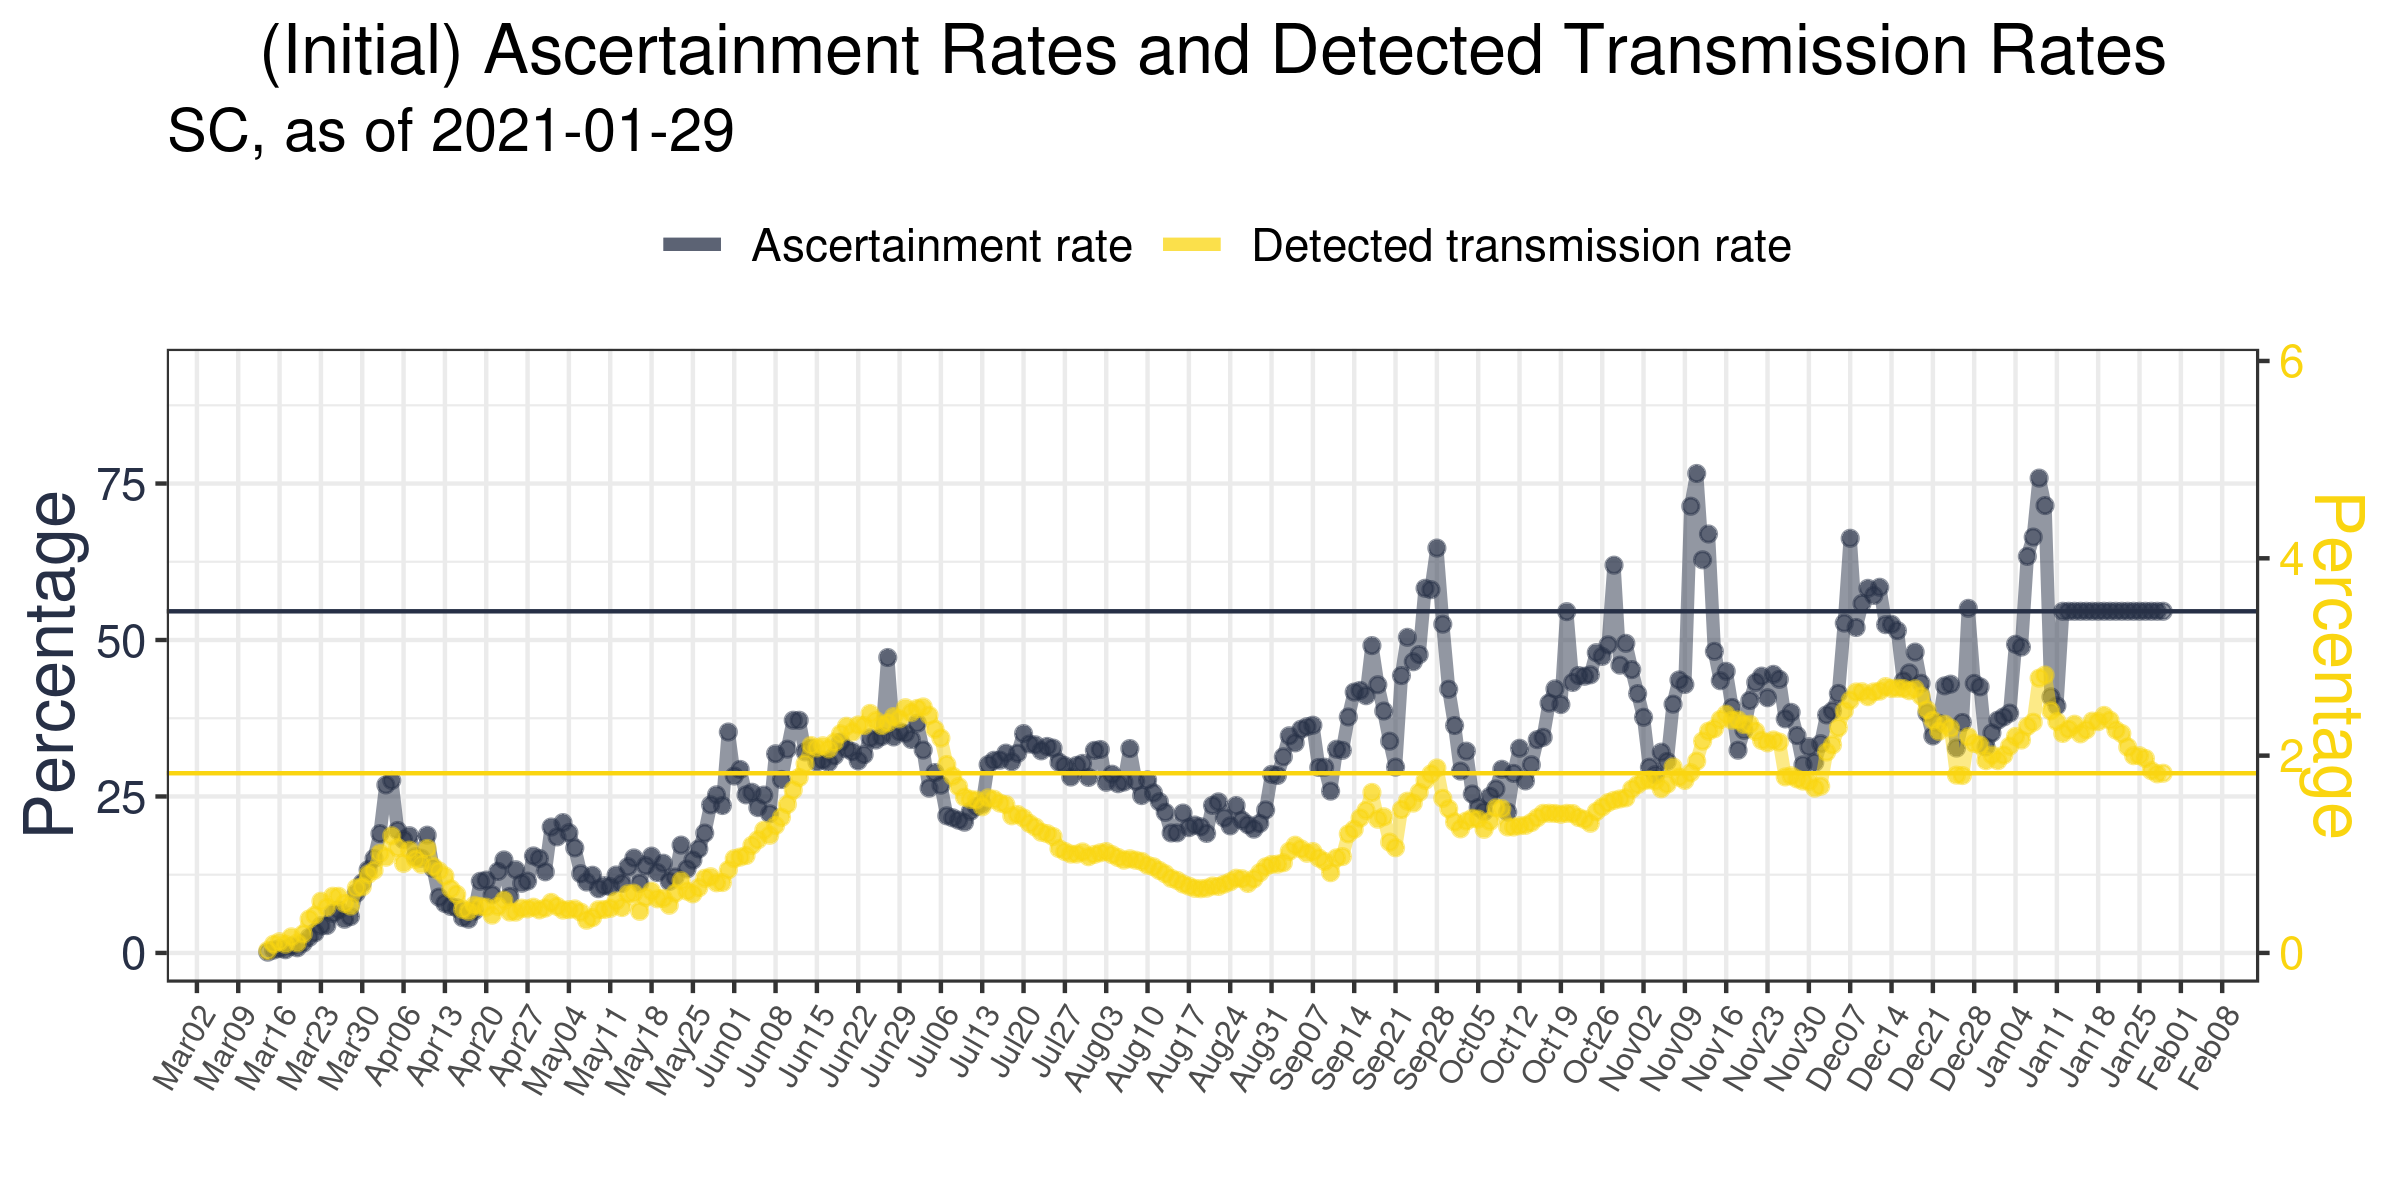 (Initial) Ascertainment Rates and Detected Transmission Rates
SC, as of 2021-01-29
Ascertainment rate Detected transmission rate
Percentage
75
50
25
0
6
4
2
0
Percentage
Mar02 Mar09 Mar16 Mar23 Mar30 Apr06 Apr13 Apr20 Apr27 May04 May11 May18 May25 Jun01 Jun08 Jun15 Jun22 Jun29 Jul06 Jul13 Jul20 Jul27 Aug03 Aug10 Aug17 Aug24 Aug31 Sep07 Sep14 Sep21 Sep28 Oct05 Oct12 Oct19 Oct26 Nov02 Nov09 Nov16 Nov23 Nov30 Dec07 Dec14 Dec21 Dec28 Jan04 Jan11 Jan18 Jan25 Feb01 Feb08